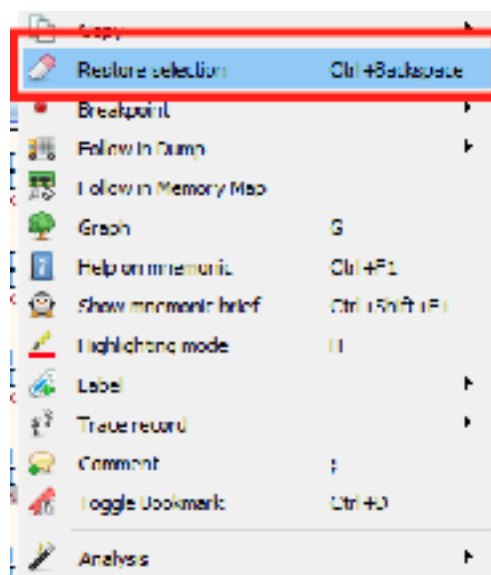 Copy
Restore selection Ctrl+Backspace
Breakpoint
Follow in Dump
Follow in Memory Map
Graph G
Help on mnemonic Ctrl+F1
Show mnemonic brief Ctrl+Shift+F1
Highlighting mode H
Label
Trace record
Comment ;
Toggle Bookmark Ctrl+D
Analysis